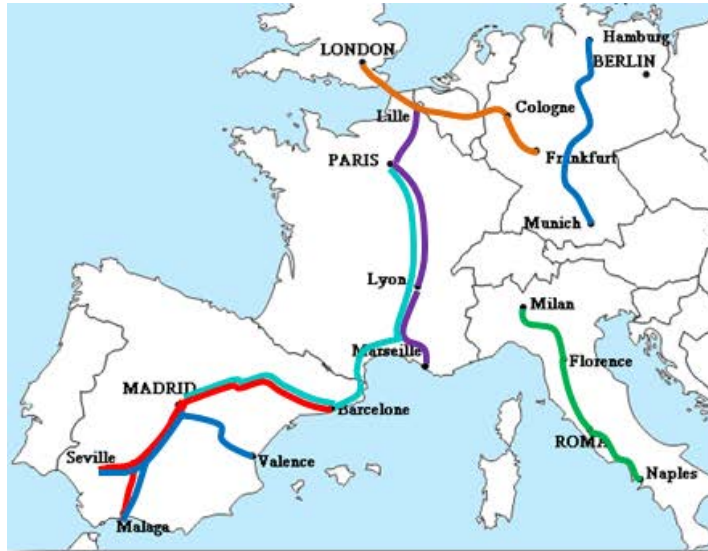 Hamburg
LONDON
BERLIN
Cologne
Lille
PARIS
Frankfurt
Munich
Lyon
Milan
Marseille
Florence
MADRID
Barcelone
ROMA
Seville
Valence
Naples
Malaga